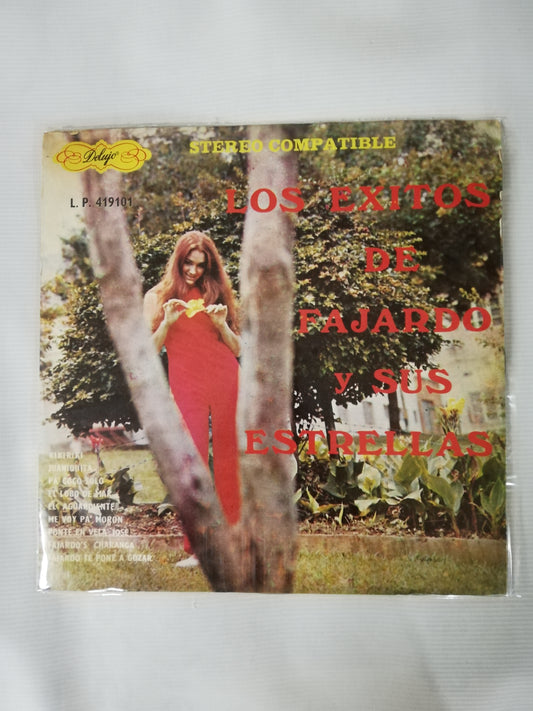 Delujo
STEREO COMPATIBLE
L. P. 419101
LOS EXITOS
DE
FAJARDO
y SUS
ESTRELLAS
KIKIRIKI
JUANIQUITA
PA' COCO SOLO
EL LOBO DE MAR
EL AGUARDIENTE
ME VOY PA' MORON
PONTE EN VELA JOSE
FAJARDO'S CHARANGA
FAJARDO TE PONE A GOZAR